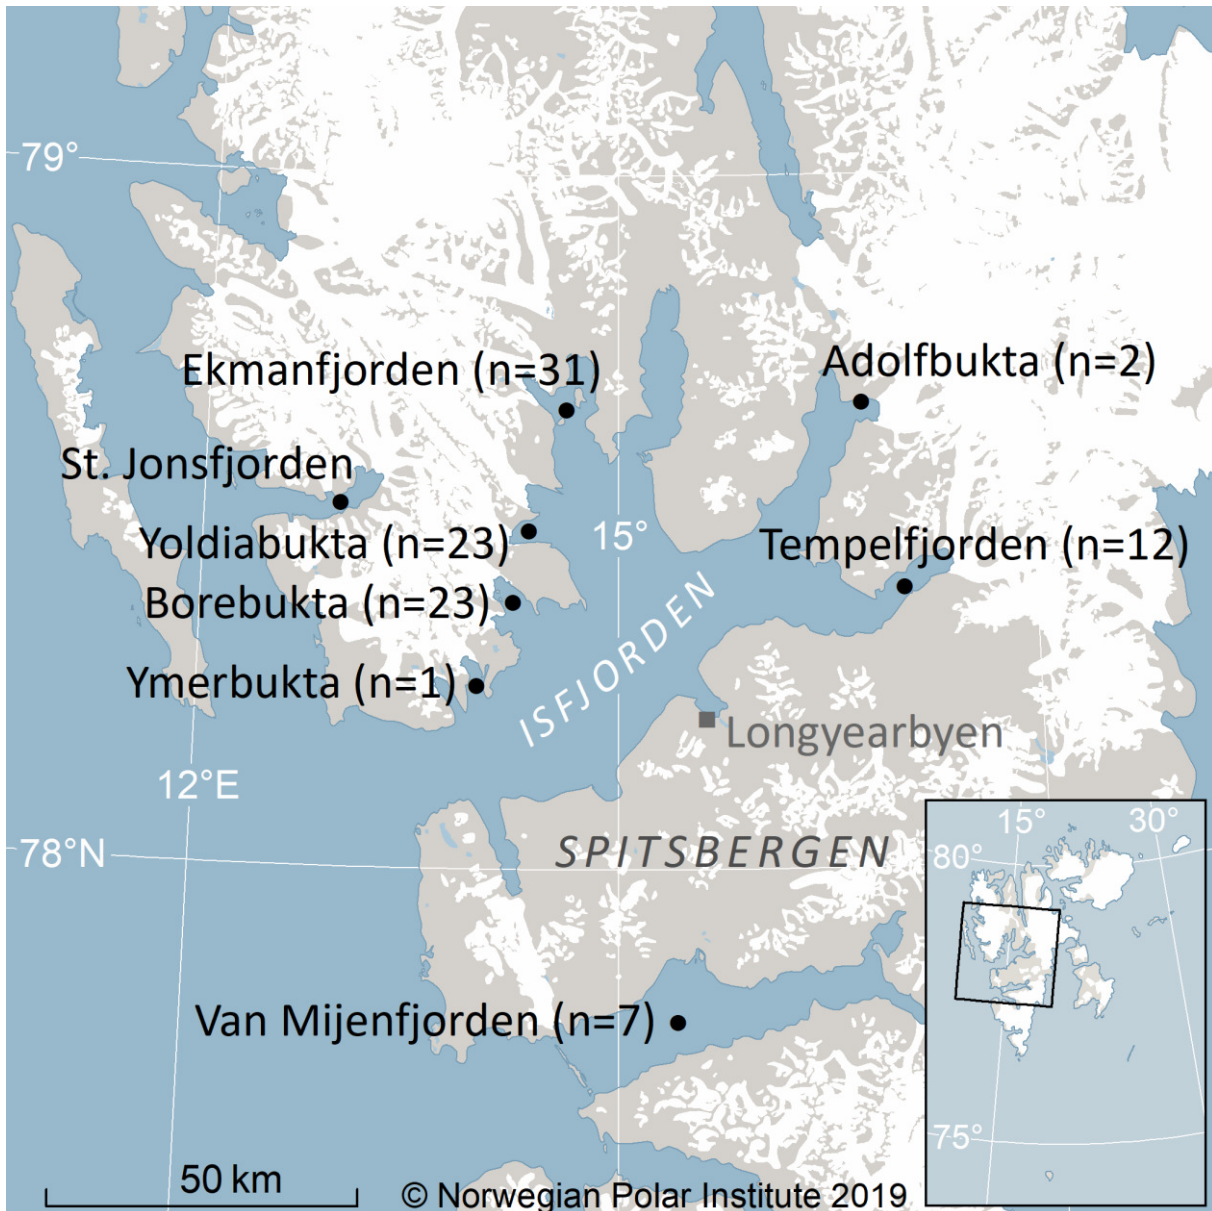 79°
Ekmanfjorden (n=31)
Adolfbukta (n=2)
St. Jonsfjorden
Yoldiabukta (n=23)
15°
Tempelfjorden (n=12)
Borebukta (n=23)
Ymerbukta (n=1)
ISFJORDEN
Longyearbyen
12°E
78°N
SPITSBERGEN
15°
30°
80°
Van Mijenfjorden (n=7)
75°
50 km
© Norwegian Polar Institute 2019